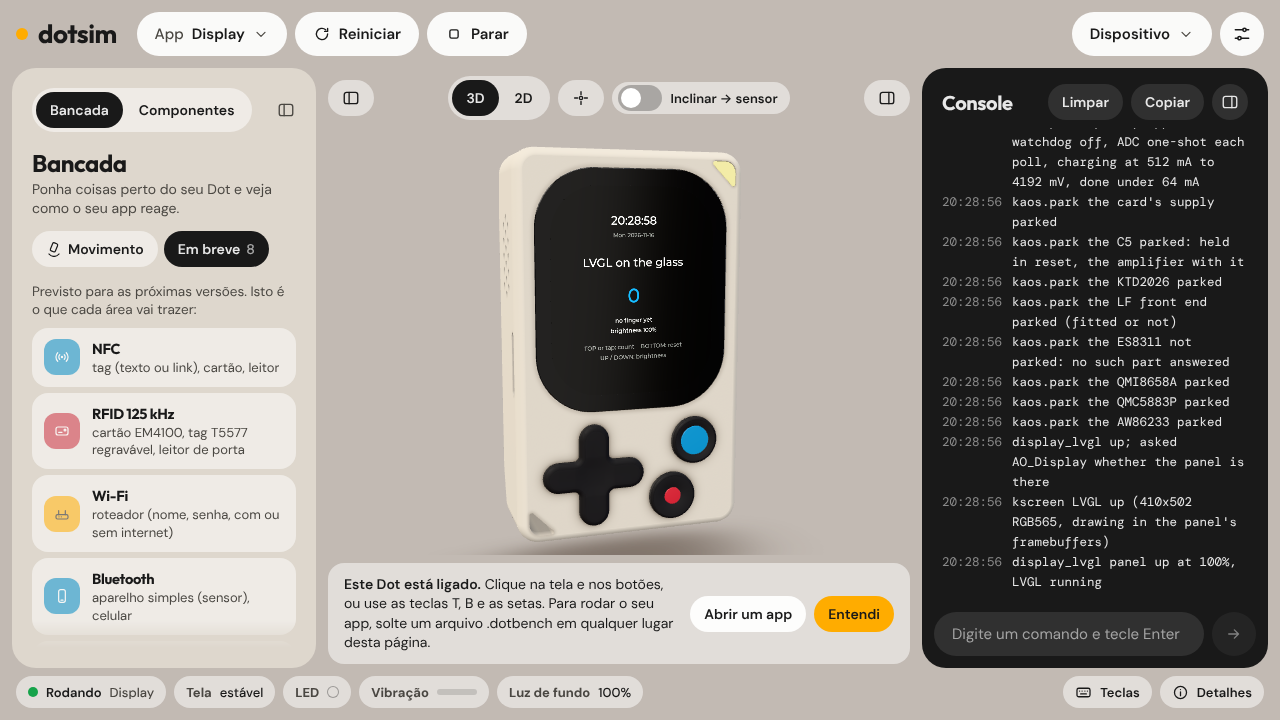 dotsim
App Display
Reiniciar
Parar
Dispositivo
Bancada
Componentes
Bancada
Ponha coisas perto do seu Dot e veja
como o seu app reage.
Movimento
Em breve 8
Previsto para as próximas versões. Isto é
o que cada área vai trazer:
NFC
tag (texto ou link), cartão, leitor
RFID 125 kHz
cartão EM4100, tag T5577
regravável, leitor de porta
Wi-Fi
roteador (nome, senha, com ou
sem internet)
Bluetooth
aparelho simples (sensor),
celular
3D
2D
Inclinar → sensor
20:28:58
Mon 2026-11-16
LVGL on the glass
0
no finger yet
brightness 100%
TOP or tap: count BOTTOM: reset
UP / DOWN: brightness
Este Dot está ligado. Clique na tela e nos botões,
ou use as teclas T, B e as setas. Para rodar o seu
app, solte um arquivo .dotbench em qualquer lugar
desta página.
Abrir um app
Entendi
Console
Limpar
Copiar
watchdog off, ADC one-shot each
poll, charging at 512 mA to
4192 mV, done under 64 mA
20:28:56 kaos.park the card's supply
parked
20:28:56 kaos.park the C5 parked: held
in reset, the amplifier with it
20:28:56 kaos.park the KTD2026 parked
20:28:56 kaos.park the LF front end
parked (fitted or not)
20:28:56 kaos.park the ES8311 not
parked: no such part answered
20:28:56 kaos.park the QMI8658A parked
20:28:56 kaos.park the QMC5883P parked
20:28:56 kaos.park the AW86233 parked
20:28:56 display_lvgl up; asked
AO_Display whether the panel is
there
20:28:56 kscreen LVGL up (410x502
RGB565, drawing in the panel's
framebuffers)
20:28:56 display_lvgl panel up at 100%,
LVGL running
Digite um comando e tecle Enter
Rodando Display
Tela estável
LED
Vibração
Luz de fundo 100%
Teclas
Detalhes